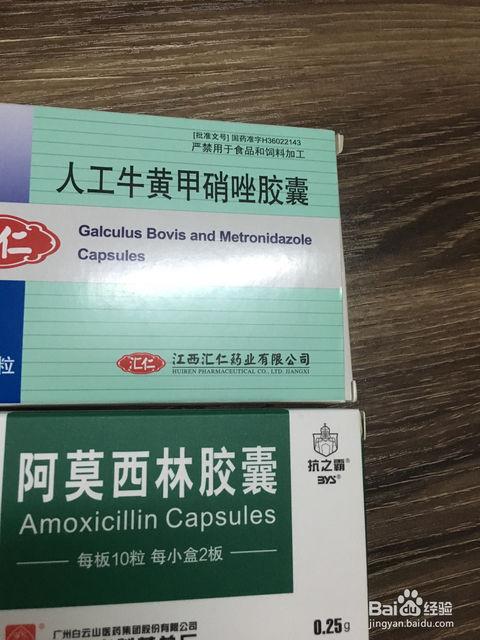 [批准文号] 国药准字H36022143
严禁用于食品和饲料加工
人工牛黄甲硝唑胶囊
仁
Galculus Bovis and Metronidazole
Capsules
粒
汇仁 江西汇仁药业有限公司
HUIREN PHARMACEUTICAL CO., LTD. JIANGXI
阿莫西林胶囊
Amoxicillin Capsules
每板10粒 每小盒2板
抗之霸®
BYS®
广州白云山医药集团股份有限公司
0.25g
Baidu 经验
jingyan.baidu.com